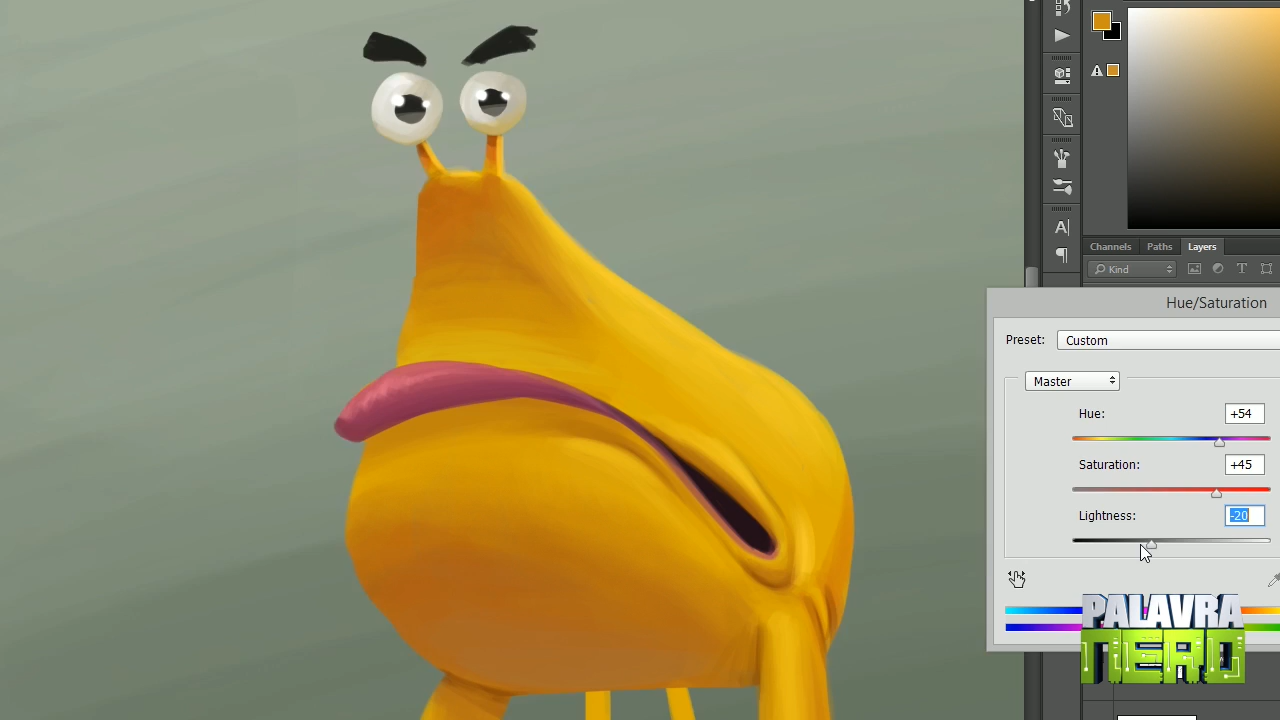 A|
Channels Paths Layers
Kind
T
Hue/Saturation
Preset: Custom
Master
Hue: +54
Saturation: +45
Lightness: -20
PALAVRA
NERD